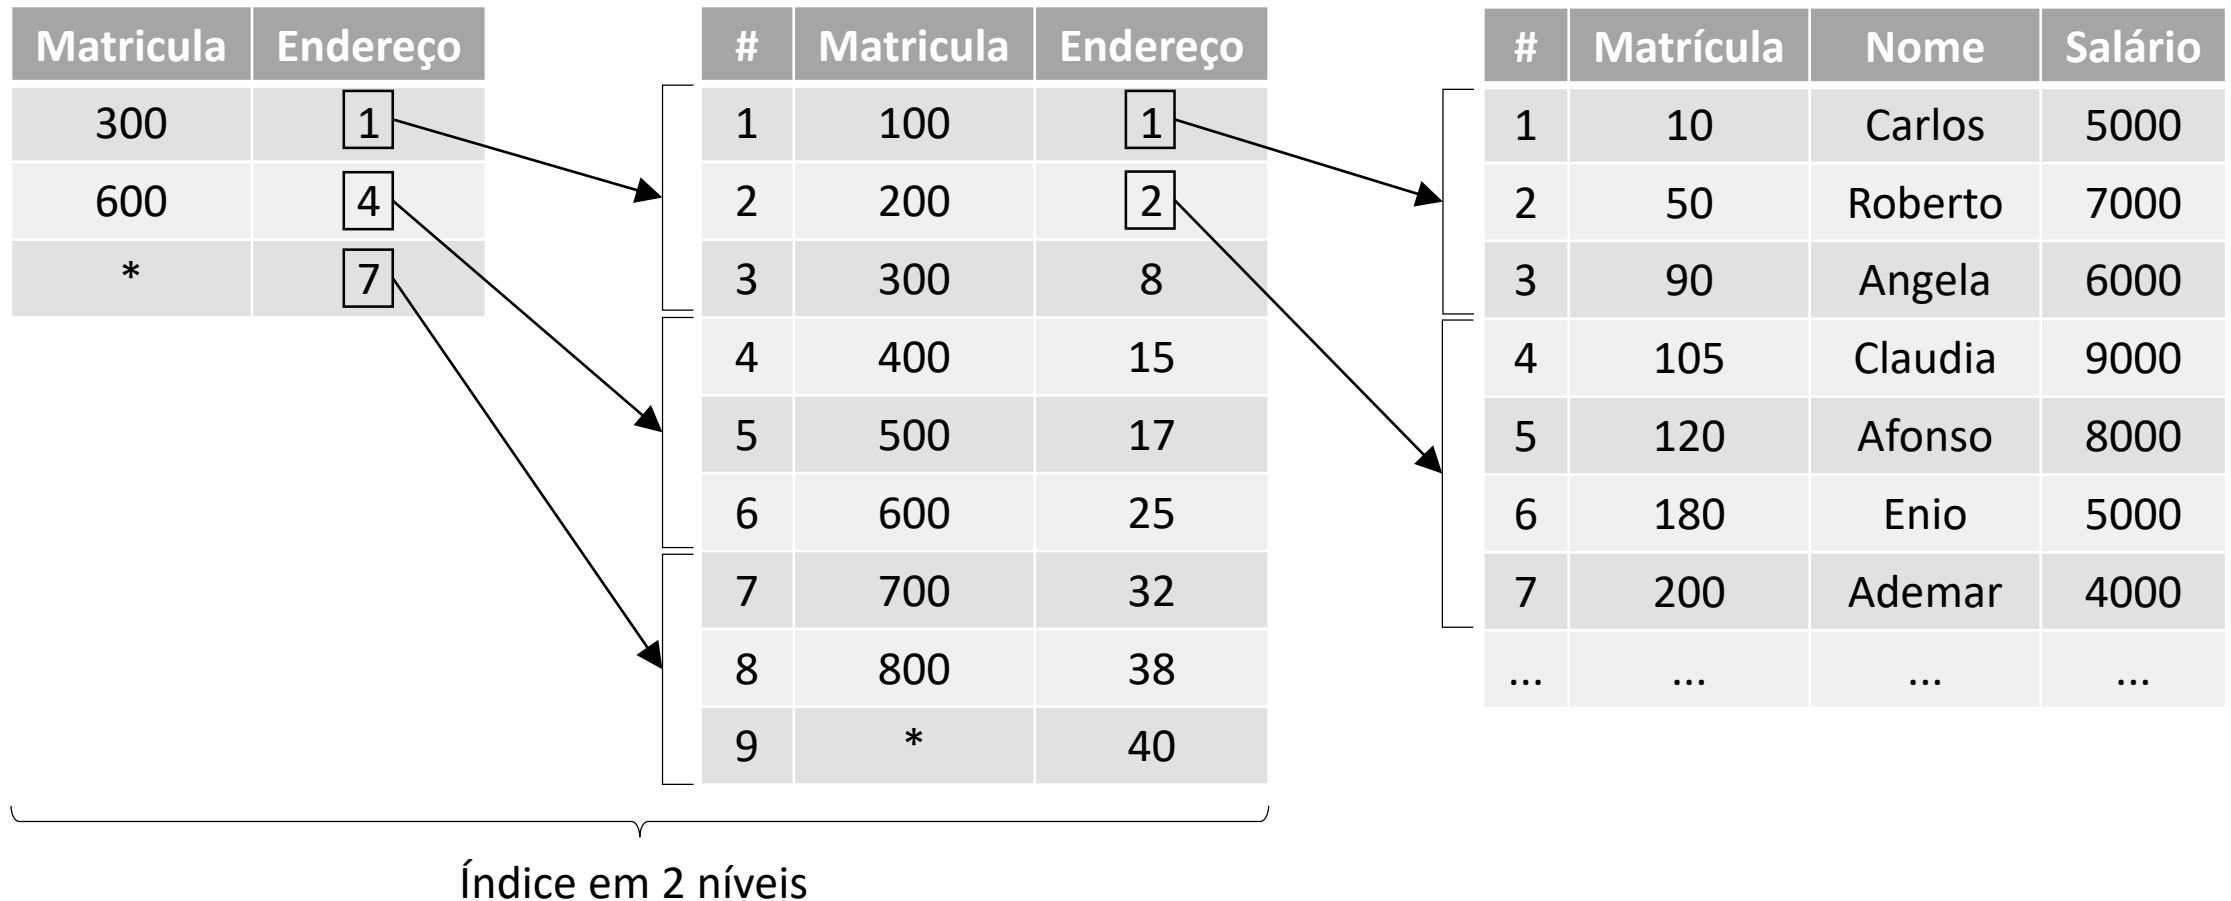 Matricula Endereço
300 1
600 4
* 7
# Matricula Endereço
1 100 1
2 200 2
3 300 8
4 400 15
5 500 17
6 600 25
7 700 32
8 800 38
9 * 40
# Matrícula Nome Salário
1 10 Carlos 5000
2 50 Roberto 7000
3 90 Angela 6000
4 105 Claudia 9000
5 120 Afonso 8000
6 180 Enio 5000
7 200 Ademar 4000
... ... ... ...
Índice em 2 níveis